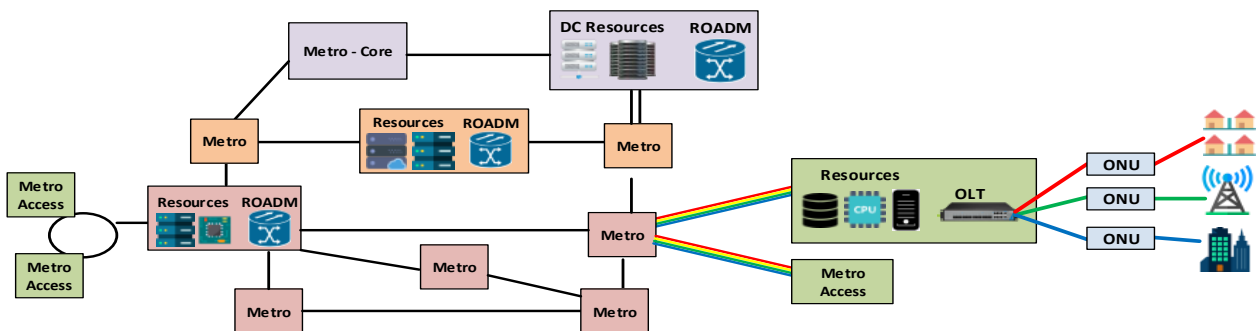 DC Resources
ROADM
Metro - Core
Resources
ROADM
Metro
Metro
Resources
OLT
CPU
ONU
ONU
ONU
Metro
Access
Resources
ROADM
Metro
Access
Metro
Metro
Metro
Access
Metro
Metro